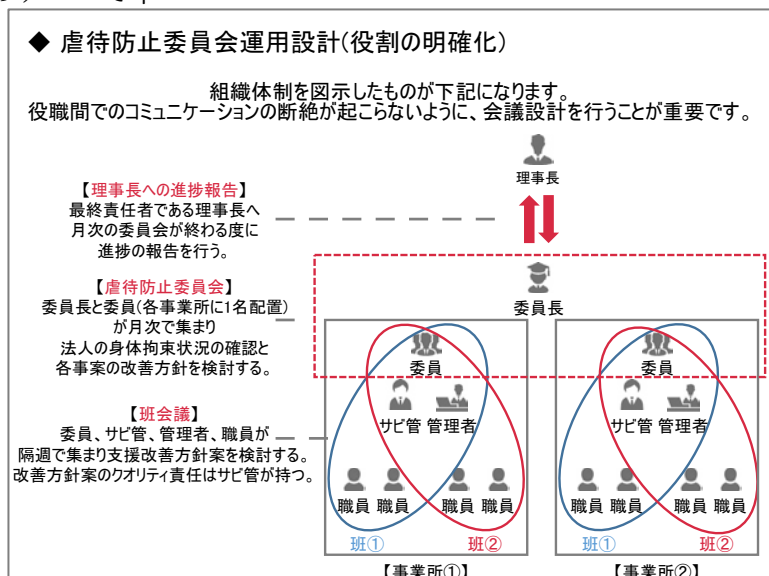 ◆ 虐待防止委員会運用設計(役割の明確化)
組織体制を図示したものが下記になります。
役職間でのコミュニケーションの断絶が起こらないように、会議設計を行うことが重要です。
理事長
【理事長への進捗報告】
最終責任者である理事長へ
月次の委員会が終わる度に
進捗の報告を行う。
委員長
【虐待防止委員会】
委員長と委員(各事業所に1名配置)
が月次で集まり
法人の身体拘束状況の確認と
各事案の改善方針を検討する。
委員 委員
サビ管 管理者 サビ管 管理者
【班会議】
委員、サビ管、管理者、職員が
隔週で集まり支援改善方針案を検討する。
改善方針案のクオリティ責任はサビ管が持つ。
職員 職員 職員 職員 職員 職員 職員 職員
班① 班② 班① 班②
【事業所①】 【事業所②】